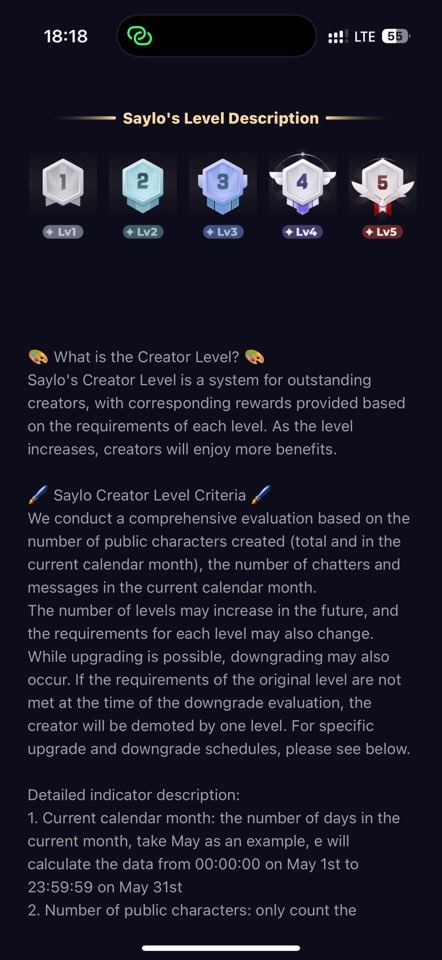 18:18
LTE 55
Saylo's Level Description
1 2 3 4 5
Lv1 Lv2 Lv3 Lv4 Lv5
🎨 What is the Creator Level? 🎨
Saylo's Creator Level is a system for outstanding
creators, with corresponding rewards provided based
on the requirements of each level. As the level
increases, creators will enjoy more benefits.
🖌️ Saylo Creator Level Criteria 🖌️
We conduct a comprehensive evaluation based on the
number of public characters created (total and in the
current calendar month), the number of chatters and
messages in the current calendar month.
The number of levels may increase in the future, and
the requirements for each level may also change.
While upgrading is possible, downgrading may also
occur. If the requirements of the original level are not
met at the time of the downgrade evaluation, the
creator will be demoted by one level. For specific
upgrade and downgrade schedules, please see below.
Detailed indicator description:
1. Current calendar month: the number of days in the
current month, take May as an example, e will
calculate the data from 00:00:00 on May 1st to
23:59:59 on May 31st
2. Number of public characters: only count the